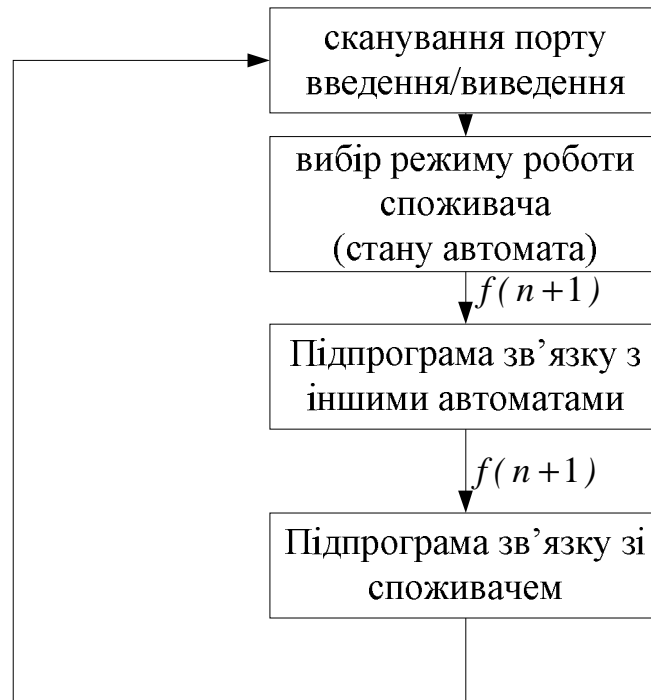 сканування порту
введення/виведення
вибір режиму роботи
споживача
(стану автомата)
f(n+1)
Підпрограма зв’язку з
іншими автоматами
f(n+1)
Підпрограма зв’язку зі
споживачем